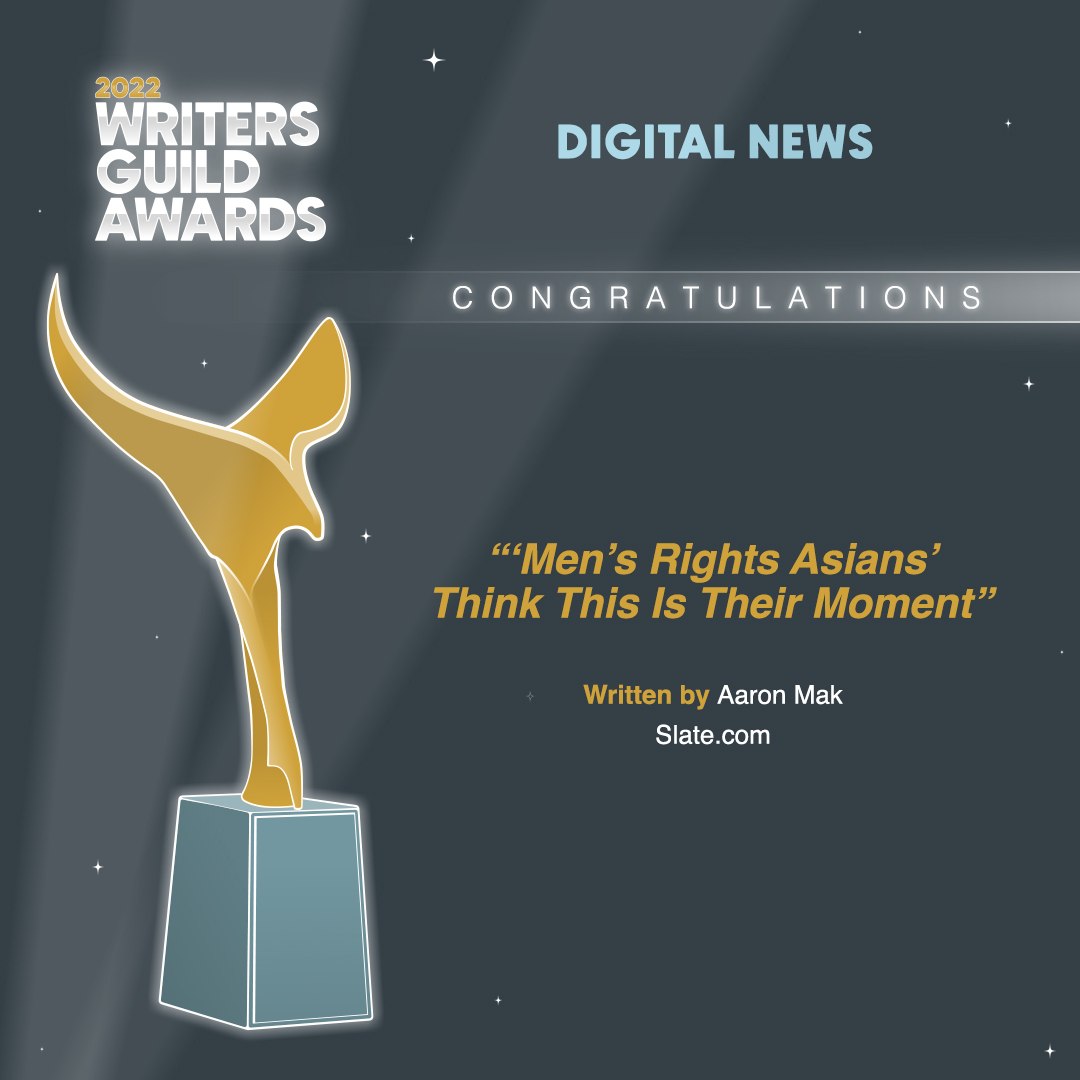 2022
WRITERS
GUILD
AWARDS
DIGITAL NEWS
CONGRATULATIONS
“‘Men’s Rights Asians’
Think This Is Their Moment”
Written by Aaron Mak
Slate.com